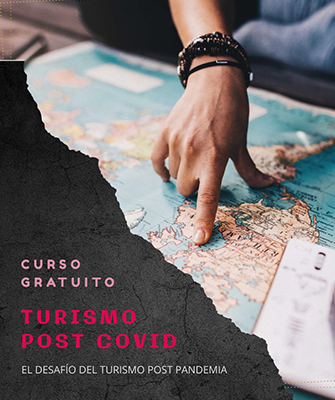 CURSO
GRATUITO
TURISMO
POST COVID
EL DESAFÍO DEL TURISMO POST PANDEMIA